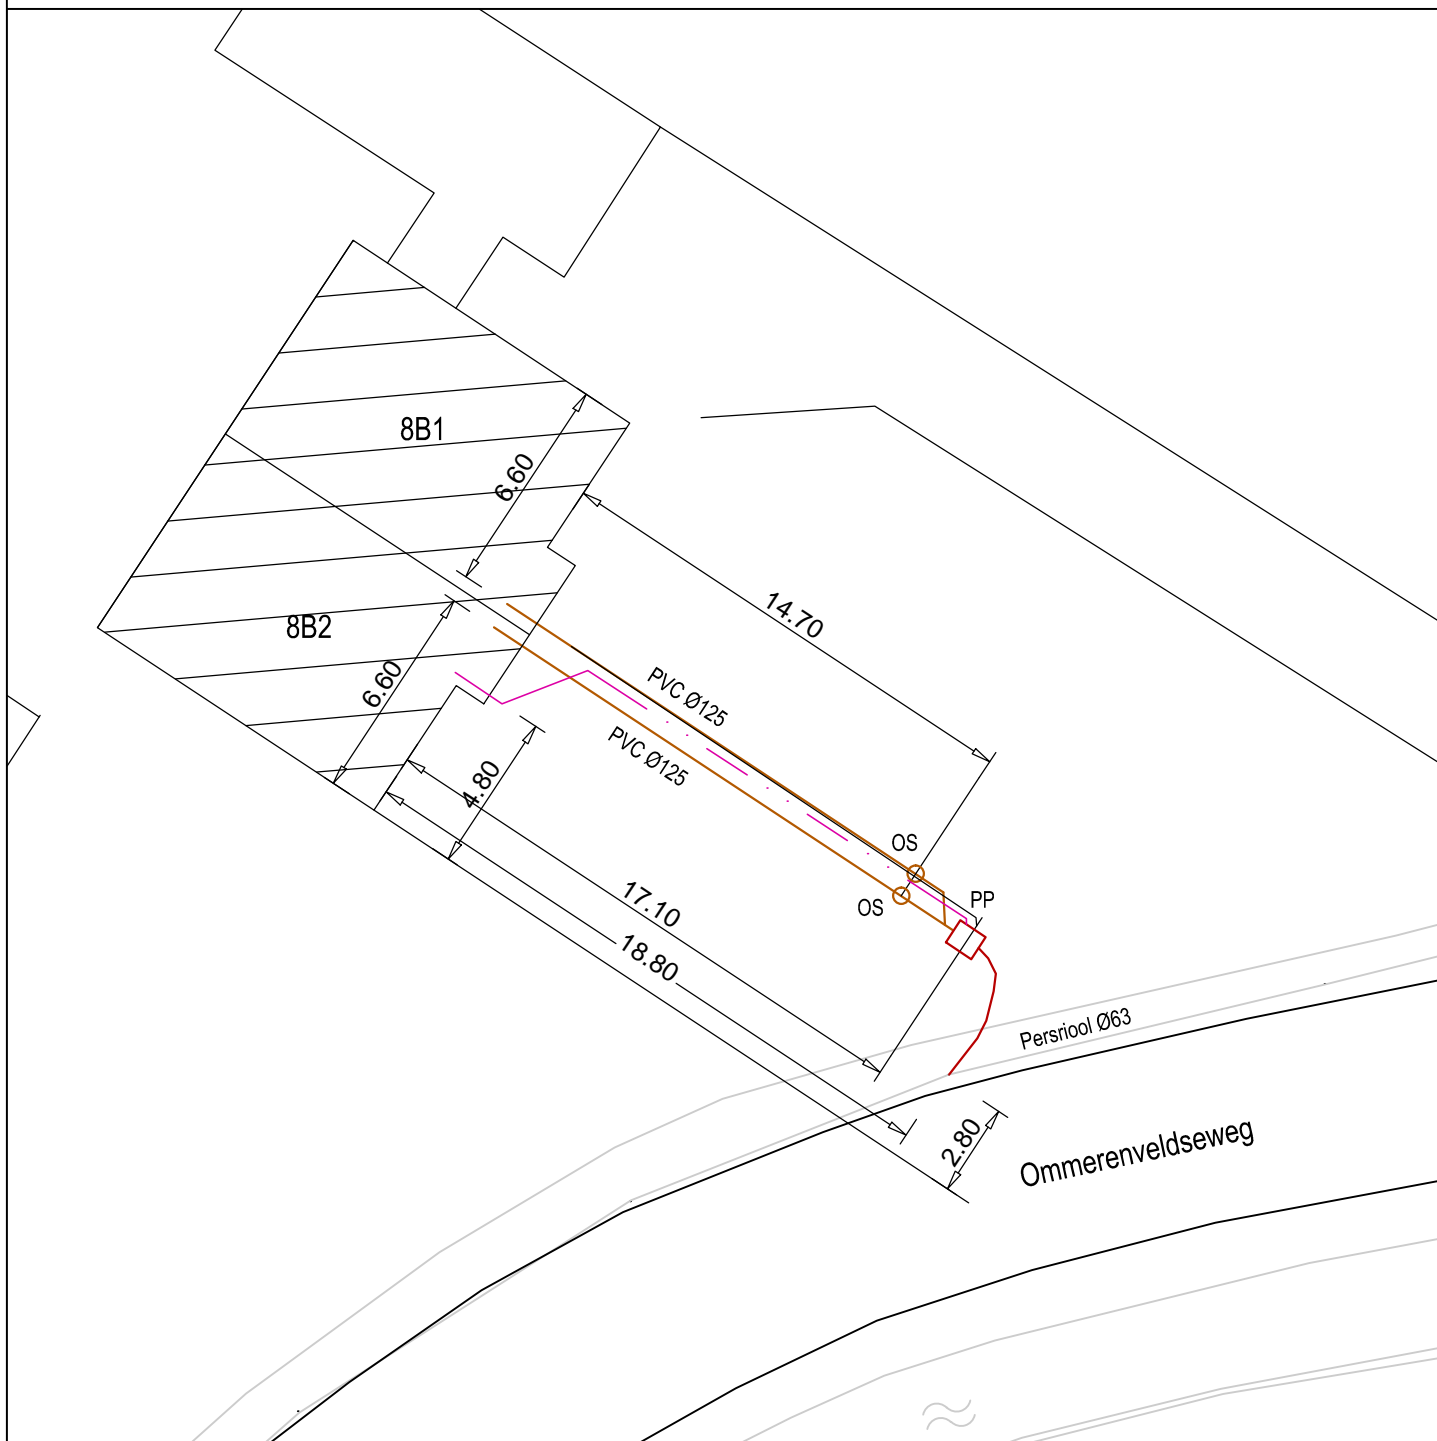 8B1
6.60
14.70
8B2
6.60
PVC Ø125
PVC Ø125
4.80
OS
OS
PP
17.10
18.80
Persriool Ø63
2.80
Ommerenveldseweg